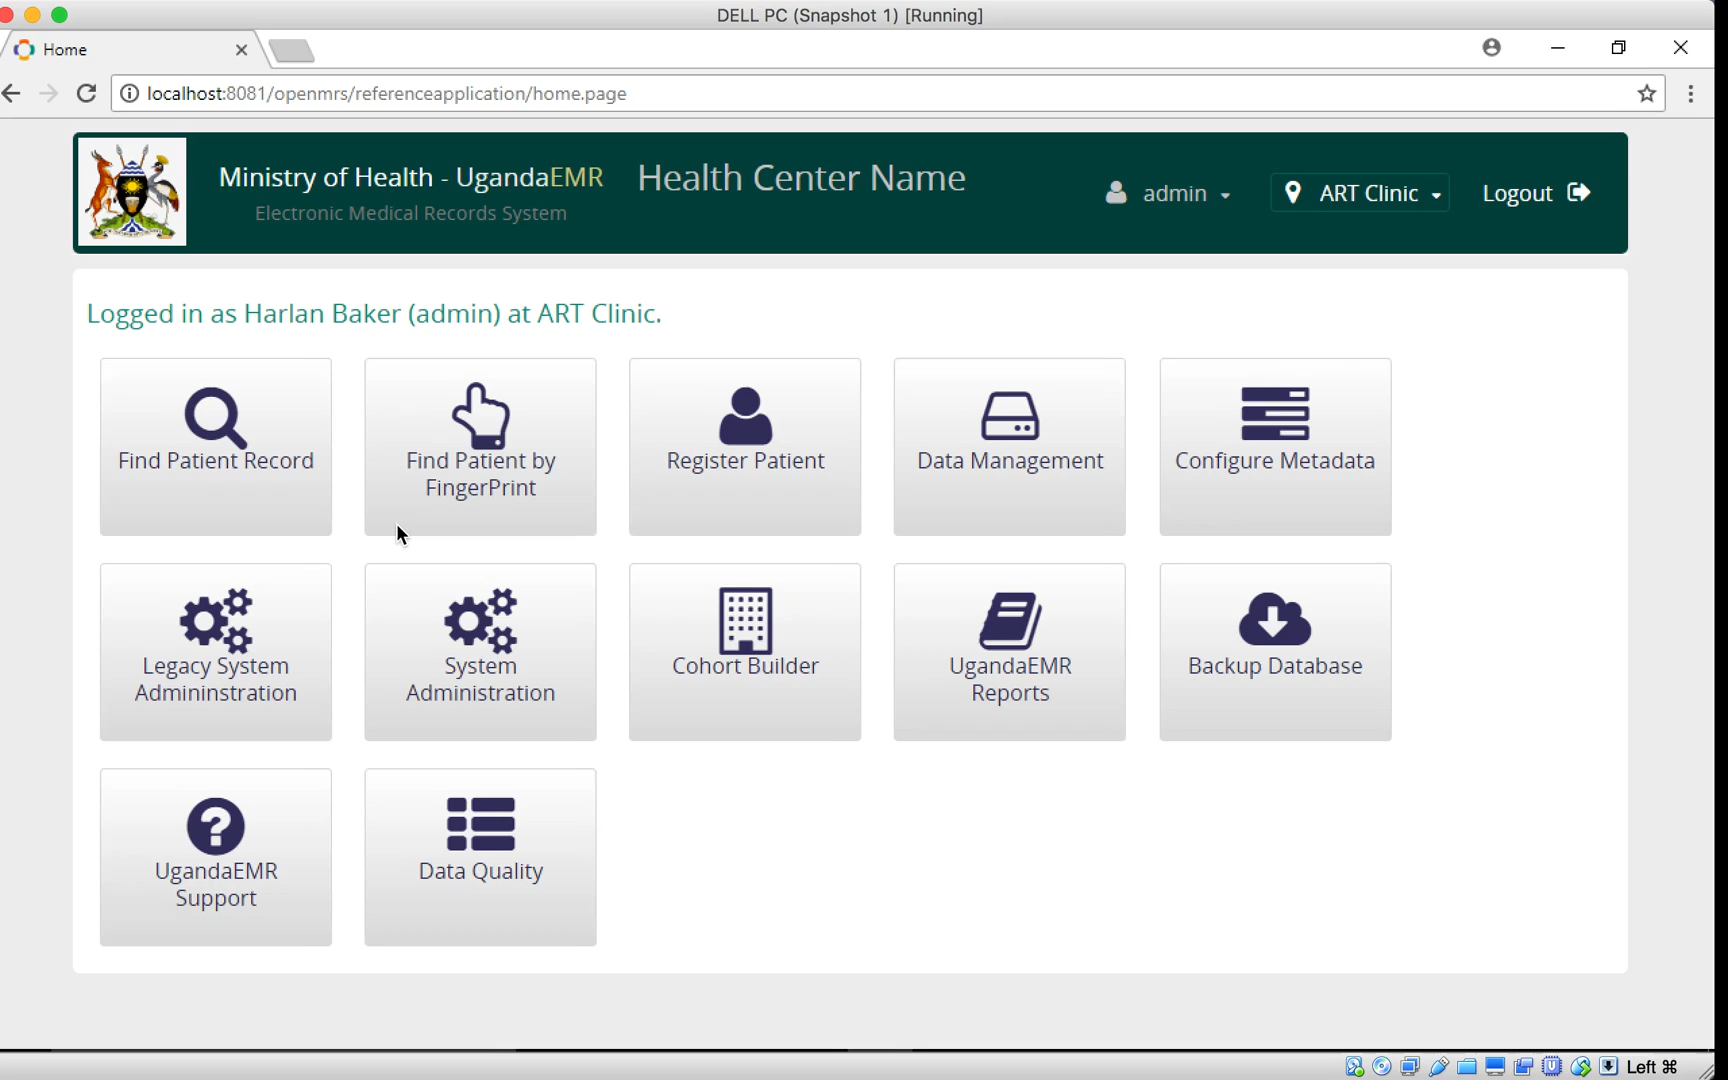 DELL PC (Snapshot 1) [Running]
Home
localhost:8081/openmrs/referenceapplication/home.page
Ministry of Health - UgandaEMR
Electronic Medical Records System
Health Center Name
admin
ART Clinic
Logout
Logged in as Harlan Baker (admin) at ART Clinic.
Find Patient Record
Find Patient by
FingerPrint
Register Patient
Data Management
Configure Metadata
Legacy System
Admininstration
System
Administration
Cohort Builder
UgandaEMR
Reports
Backup Database
UgandaEMR
Support
Data Quality
Left ⌘